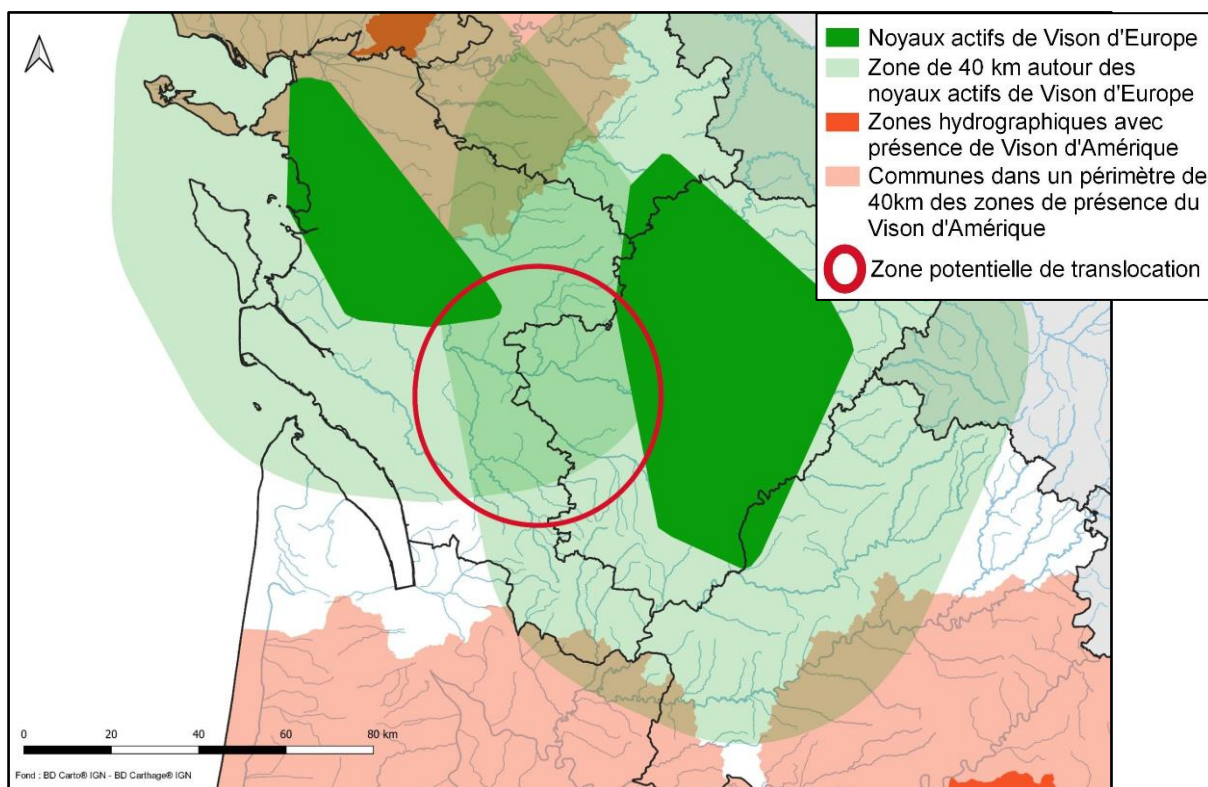 Noyaux actifs de Vison d'Europe
Zone de 40 km autour des
noyaux actifs de Vison d'Europe
Zones hydrographiques avec
présence de Vison d'Amérique
Communes dans un périmètre de
40km des zones de présence du
Vison d'Amérique
Zone potentielle de translocation
0 20 40 60 80 km
Fond : BD Carto® IGN - BD Carthage® IGN